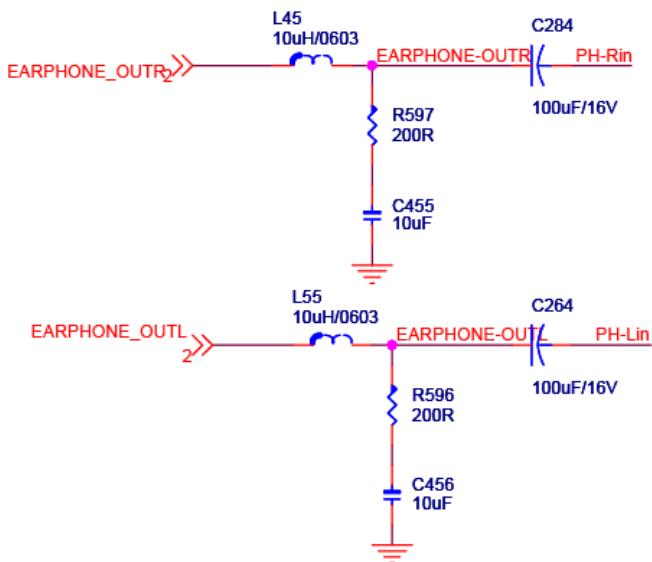 L45
10uH/0603
C284
EARPHONE_OUTR
2
EARPHONE-OUTR
PH-Rin
100uF/16V
R597
200R
C455
10uF
L55
10uH/0603
C264
EARPHONE_OUTL
2
EARPHONE-OUTL
PH-Lin
100uF/16V
R596
200R
C456
10uF